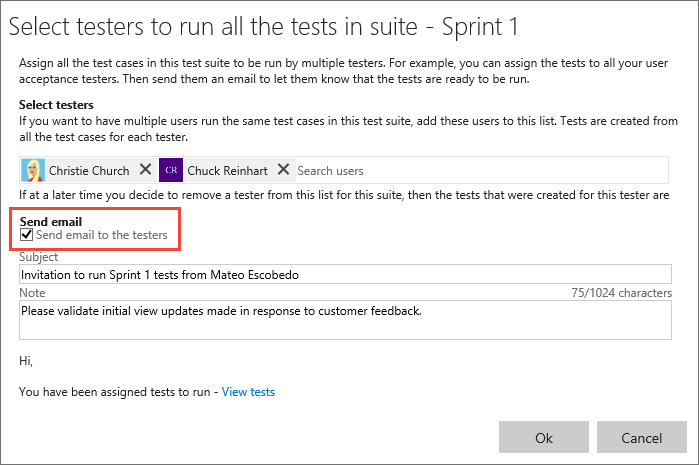 Select testers to run all the tests in suite - Sprint 1
Assign all the test cases in this test suite to be run by multiple testers. For example, you can assign the tests to all your user
acceptance testers. Then send them an email to let them know that the tests are ready to be run.
Select testers
If you want to have multiple users run the same test cases in this test suite, add these users to this list. Tests are created from
all the test cases for each tester.
Christie Church CR Chuck Reinhart Search users
If at a later time you decide to remove a tester from this list for this suite, then the tests that were created for this tester are
Send email
Send email to the testers
Subject
Invitation to run Sprint 1 tests from Mateo Escobedo
Note 75/1024 characters
Please validate initial view updates made in response to customer feedback.
Hi,
You have been assigned tests to run - View tests
Ok Cancel